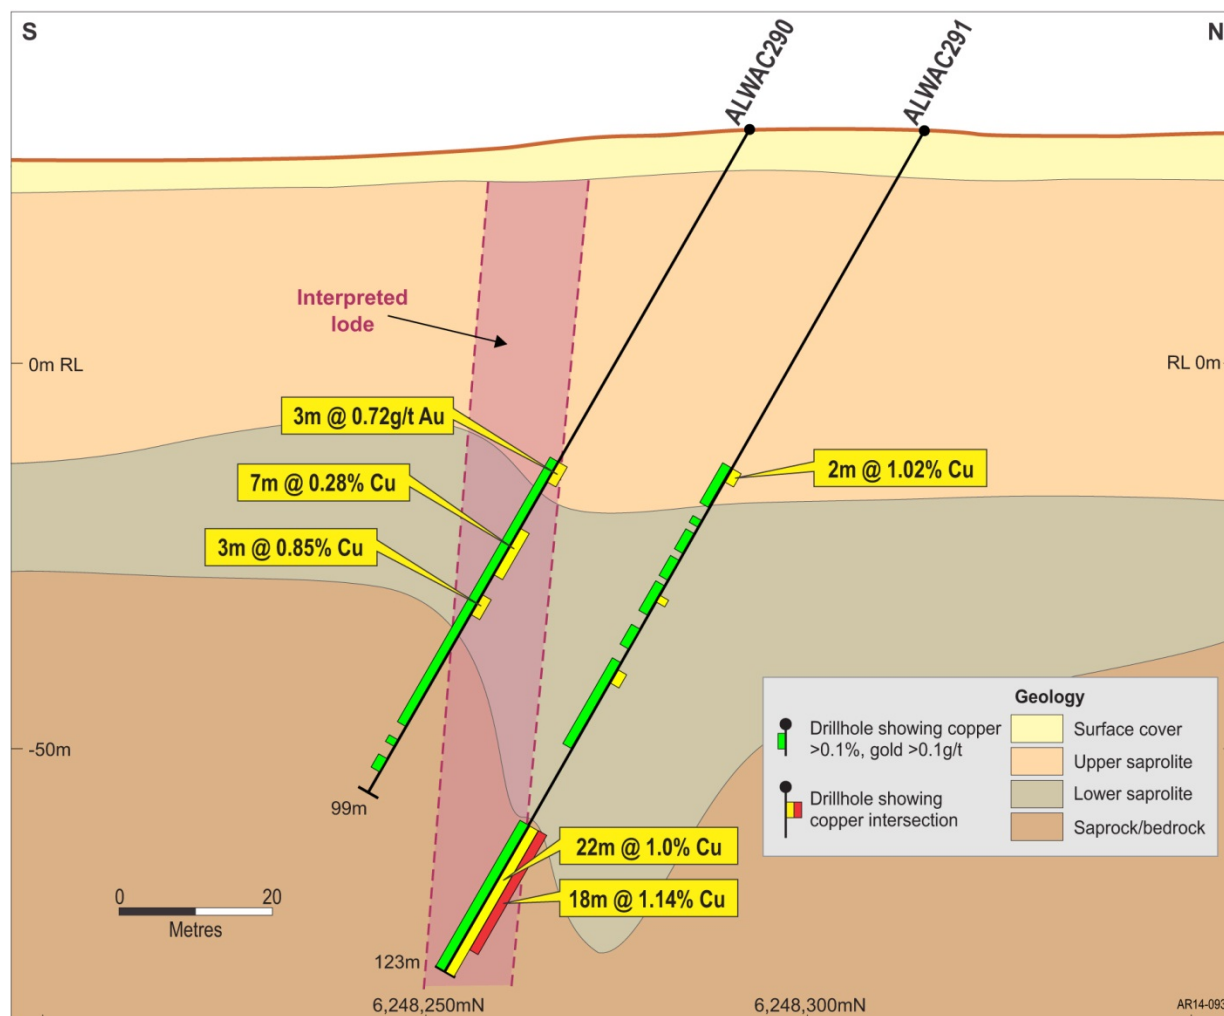 S
N
ALWAC290
ALWAC291
Interpreted
lode
0m RL
RL 0m
3m @ 0.72g/t Au
7m @ 0.28% Cu
3m @ 0.85% Cu
2m @ 1.02% Cu
-50m
99m
22m @ 1.0% Cu
18m @ 1.14% Cu
123m
0
20
Metres
Geology
Drillhole showing copper
>0.1%, gold >0.1g/t
Drillhole showing
copper intersection
Surface cover
Upper saprolite
Lower saprolite
Saprock/bedrock
6,248,250mN
6,248,300mN
AR14-093